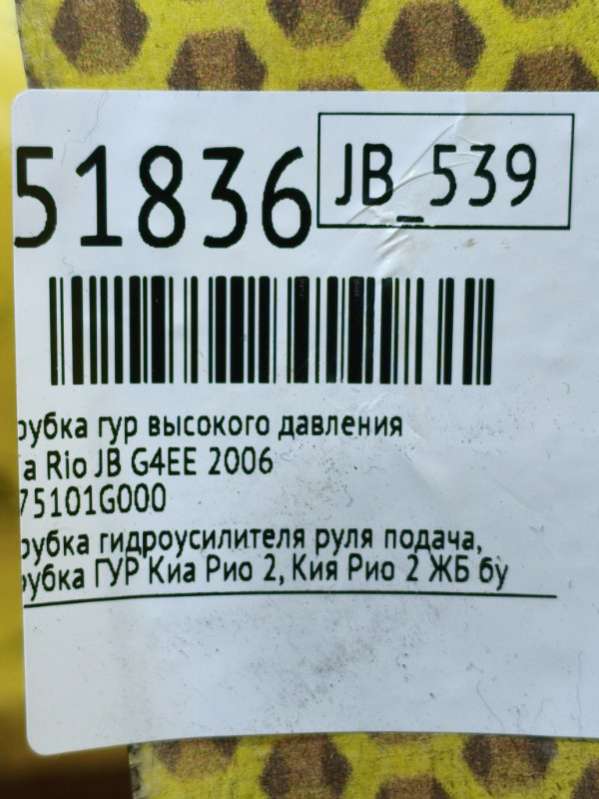 51836
JB_539
рубка гур высокого давления
a Rio JB G4EE 2006
75101G000
рубка гидроусилителя руля подача,
рубка ГУР Киа Рио 2, Кия Рио 2 ЖБ бу